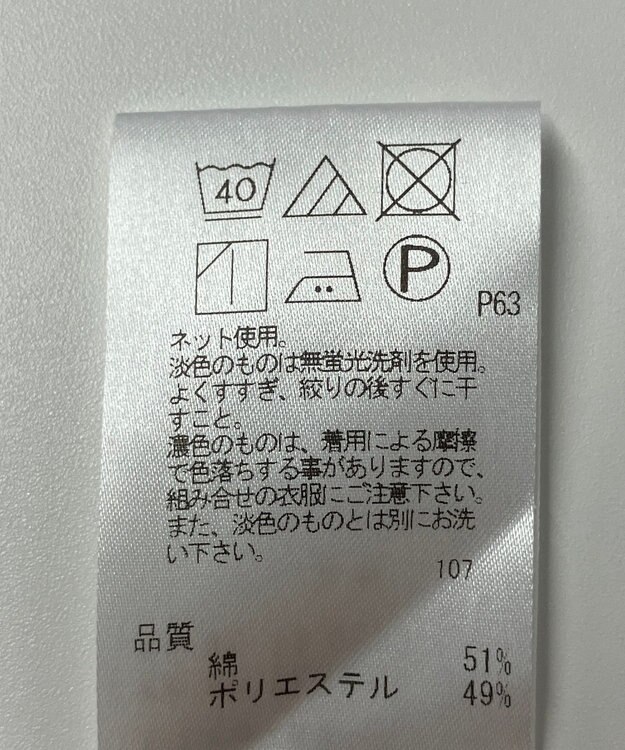 40
P
P63
ネット使用。
淡色のものは無蛍光洗剤を使用。
よくすすぎ、絞りの後すぐに干
すこと。
濃色のものは、着用による摩擦
で色落ちする事がありますので、
組み合せの衣服にご注意下さい。
また、淡色のものとは別にお洗
い下さい。
107
品質
綿 51%
ポリエステル 49%